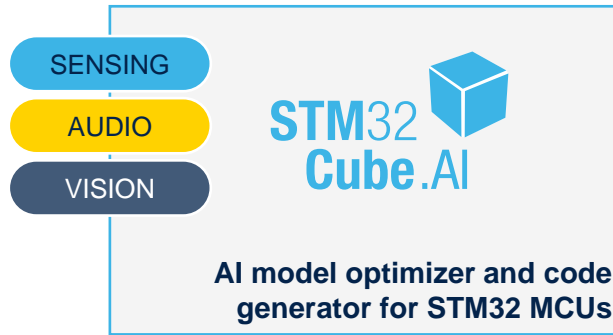 SENSING
AUDIO
VISION
STM32
Cube.AI
AI model optimizer and code
generator for STM32 MCUs